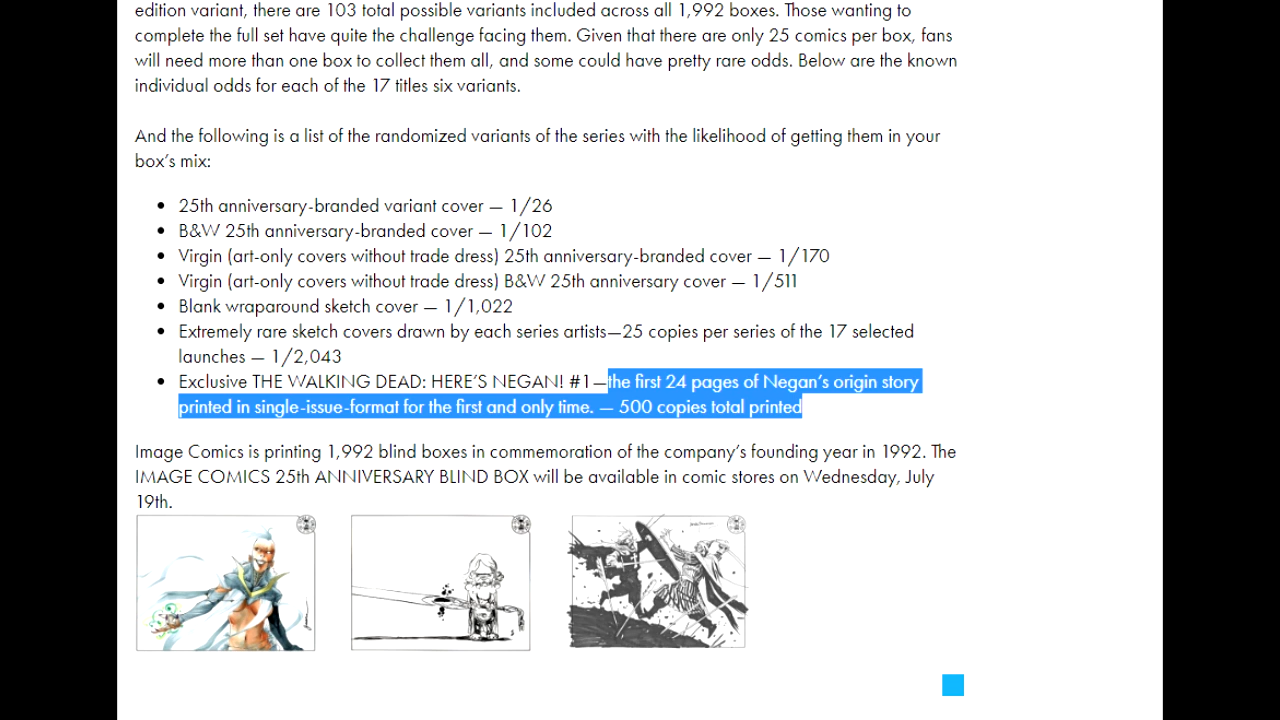 edition variant, there are 103 total possible variants included across all 1,992 boxes. Those wanting to
complete the full set have quite the challenge facing them. Given that there are only 25 comics per box, fans
will need more than one box to collect them all, and some could have pretty rare odds. Below are the known
individual odds for each of the 17 titles six variants.
And the following is a list of the randomized variants of the series with the likelihood of getting them in your
box’s mix:
• 25th anniversary-branded variant cover — 1/26
• B&W 25th anniversary-branded cover — 1/102
• Virgin (art-only covers without trade dress) 25th anniversary-branded cover — 1/170
• Virgin (art-only covers without trade dress) B&W 25th anniversary cover — 1/511
• Blank wraparound sketch cover — 1/1,022
• Extremely rare sketch covers drawn by each series artists—25 copies per series of the 17 selected
launches — 1/2,043
• Exclusive THE WALKING DEAD: HERE’S NEGAN! #1—the first 24 pages of Negan’s origin story
printed in single-issue-format for the first and only time. — 500 copies total printed
Image Comics is printing 1,992 blind boxes in commemoration of the company’s founding year in 1992. The
IMAGE COMICS 25th ANNIVERSARY BLIND BOX will be available in comic stores on Wednesday, July
19th.